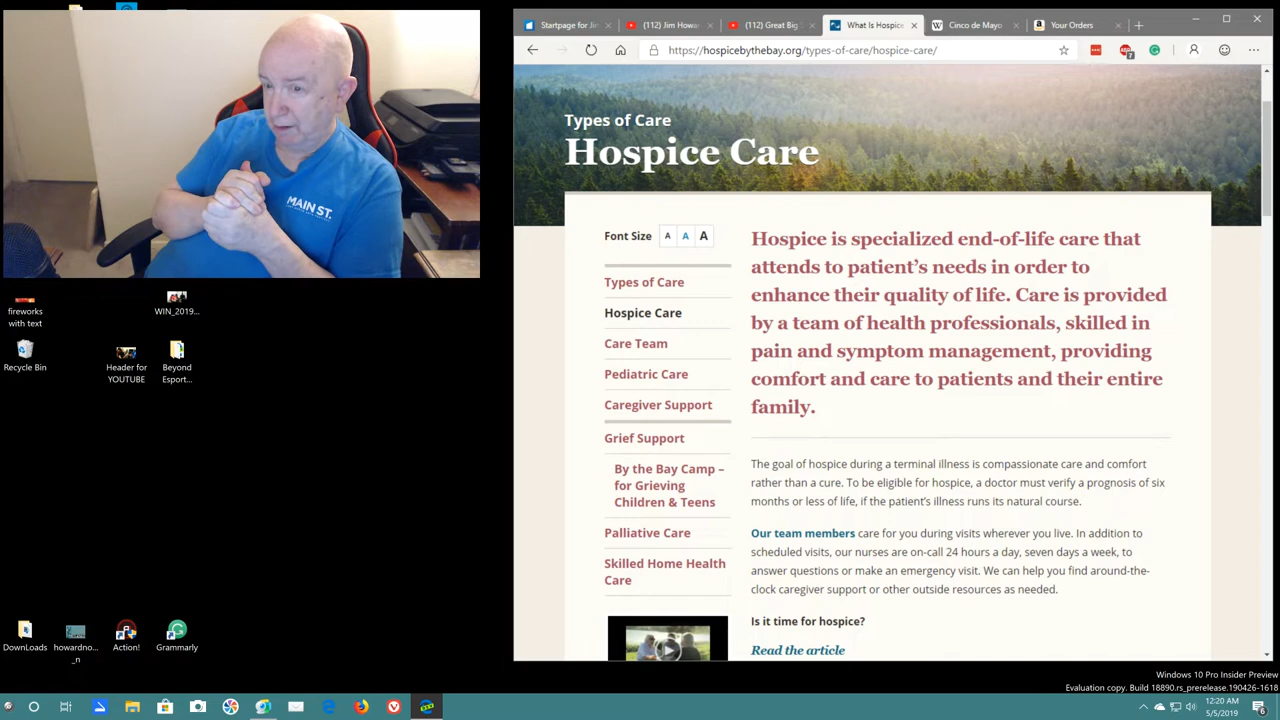 MAIN ST.
fireworks
with text
WIN_2019...
Recycle Bin
Header for
YOUTUBE
Beyond
Esport...
DownLoads
howardno...
_n
Action!
Grammarly
Startpage for Jin
(112) Jim Howar
(112) Great Big
What Is Hospice
Cinco de Mayo
Your Orders
https://hospicebythebay.org/types-of-care/hospice-care/
7
Types of Care
Hospice Care
Font Size A A A
Types of Care
Hospice Care
Care Team
Pediatric Care
Caregiver Support
Grief Support
By the Bay Camp –
for Grieving
Children & Teens
Palliative Care
Skilled Home Health
Care
Hospice is specialized end-of-life care that
attends to patient’s needs in order to
enhance their quality of life. Care is provided
by a team of health professionals, skilled in
pain and symptom management, providing
comfort and care to patients and their entire
family.
The goal of hospice during a terminal illness is compassionate care and comfort
rather than a cure. To be eligible for hospice, a doctor must verify a prognosis of six
months or less of life, if the patient’s illness runs its natural course.
Our team members care for you during visits wherever you live. In addition to
scheduled visits, our nurses are on-call 24 hours a day, seven days a week, to
answer questions or make an emergency visit. We can help you find around-the-
clock caregiver support or other outside resources as needed.
Is it time for hospice?
Read the article
Windows 10 Pro Insider Preview
Evaluation copy. Build 18890.rs_prerelease.190426-1618
12:20 AM
5/5/2019
6